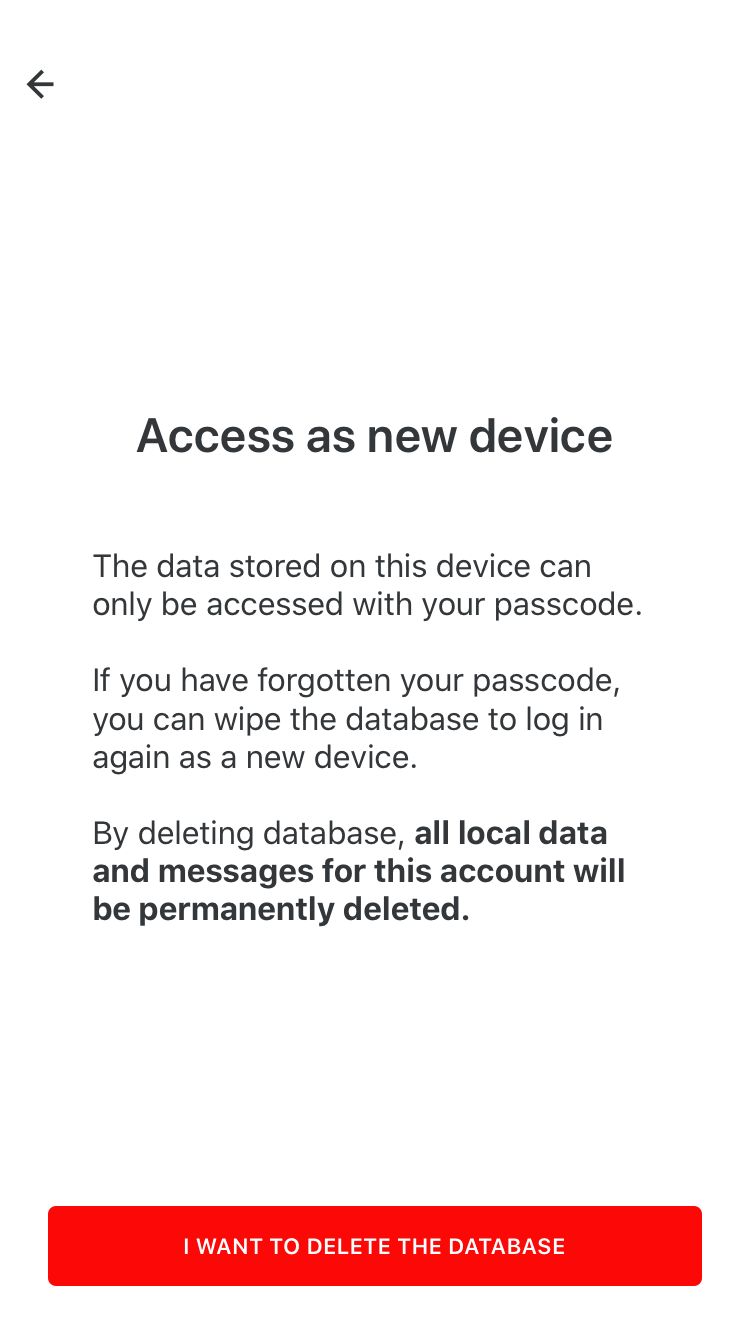 Access as new device
The data stored on this device can
only be accessed with your passcode.
If you have forgotten your passcode,
you can wipe the database to log in
again as a new device.
By deleting database, all local data
and messages for this account will
be permanently deleted.
I WANT TO DELETE THE DATABASE